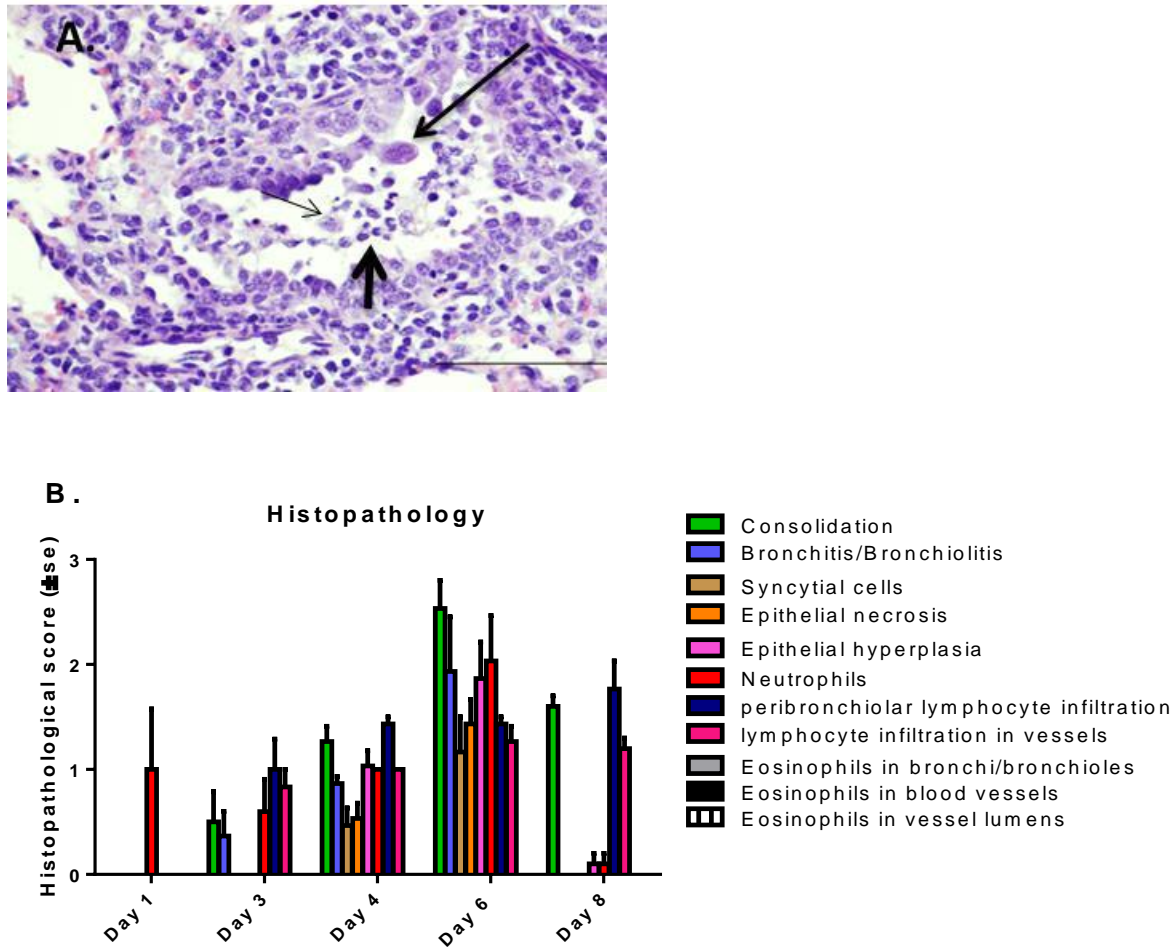 A.
B .
Histopathology
Histopathological score (±se)
3
2
1
0
Day 1
Day 3
Day 4
Day 6
Day 8
Consolidation
Bronchitis/Bronchiolitis
Syncytial cells
Epithelial necrosis
Epithelial hyperplasia
Neutrophils
peribronchiolar lymphocyte infiltration
lymphocyte infiltration in vessels
Eosinophils in bronchi/bronchioles
Eosinophils in blood vessels
Eosinophils in vessel lumens